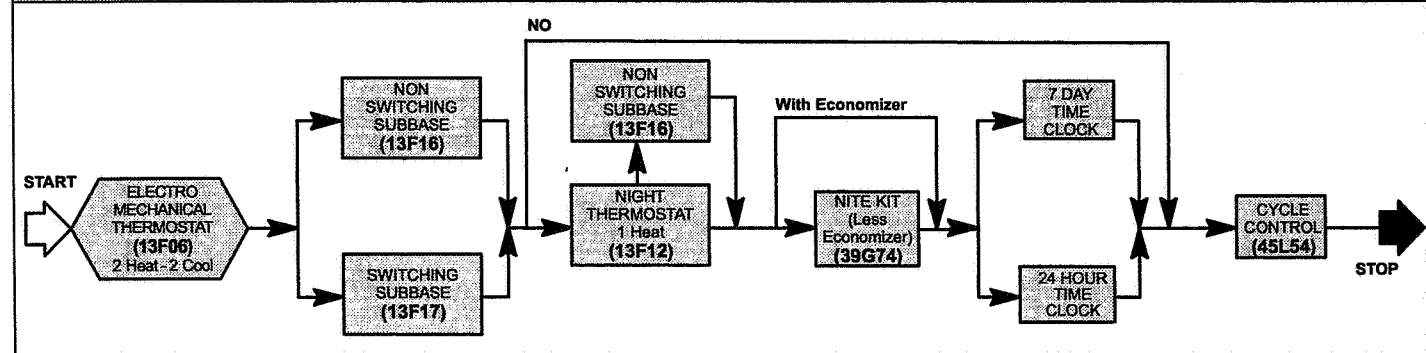 START
ELECTRO
MECHANICAL
THERMOSTAT
(13F06)
2 Heat-2 Cool
NON
SWITCHING
SUBBASE
(13F16)
SWITCHING
SUBBASE
(13F17)
NO
NON
SWITCHING
SUBBASE
(13F16)
NIGHT
THERMOSTAT
1 Heat
(13F12)
With Economizer
NITE KIT
(Less
Economizer)
(39G74)
7 DAY
TIME
CLOCK
24 HOUR
TIME
CLOCK
CYCLE
CONTROL
(45L54)
STOP